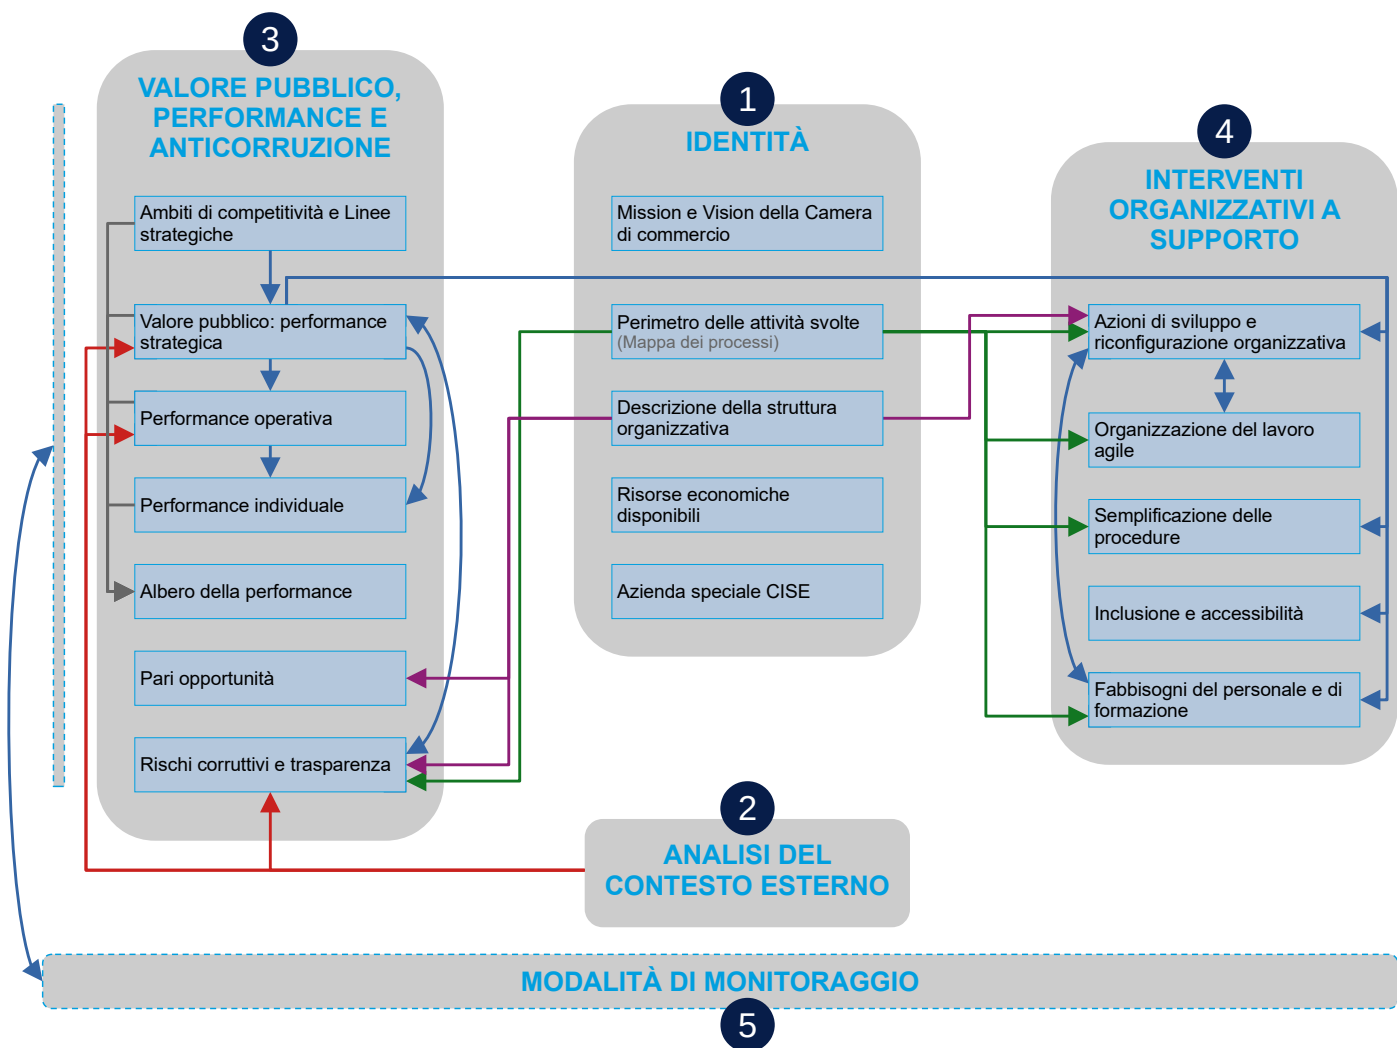 3
VALORE PUBBLICO,
PERFORMANCE E
ANTICORRUZIONE
Ambiti di competitività e Linee
strategiche
Valore pubblico: performance
strategica
Performance operativa
Performance individuale
Albero della performance
Pari opportunità
Rischi corruttivi e trasparenza
1
IDENTITÀ
Mission e Vision della Camera
di commercio
Perimetro delle attività svolte
(Mappa dei processi)
Descrizione della struttura
organizzativa
Risorse economiche
disponibili
Azienda speciale CISE
4
INTERVENTI
ORGANIZZATIVI A
SUPPORTO
Azioni di sviluppo e
riconfigurazione organizzativa
Organizzazione del lavoro
agile
Semplificazione delle
procedure
Inclusione e accessibilità
Fabbisogni del personale e di
formazione
2
ANALISI DEL
CONTESTO ESTERNO
MODALITÀ DI MONITORAGGIO
5